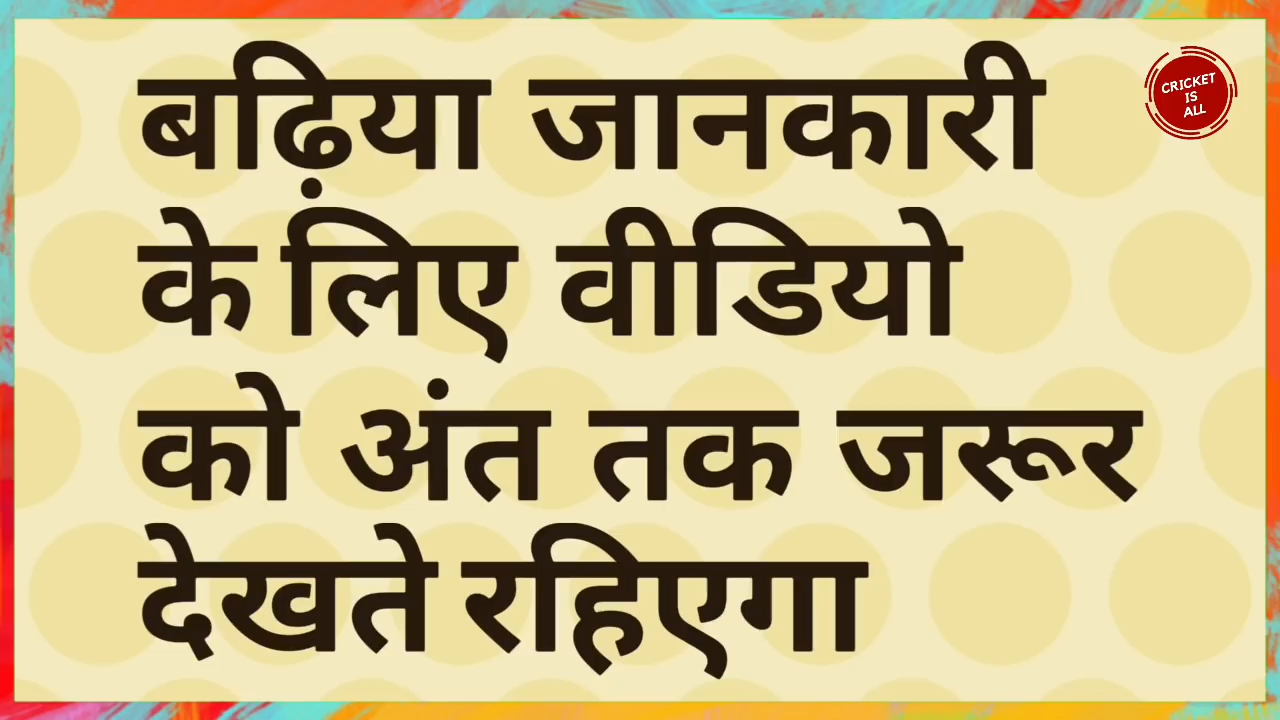 बढ़िया जानकारी
के लिए वीडियो
को अंत तक जरूर
देखते रहिएगा
CRICKET
IS
ALL